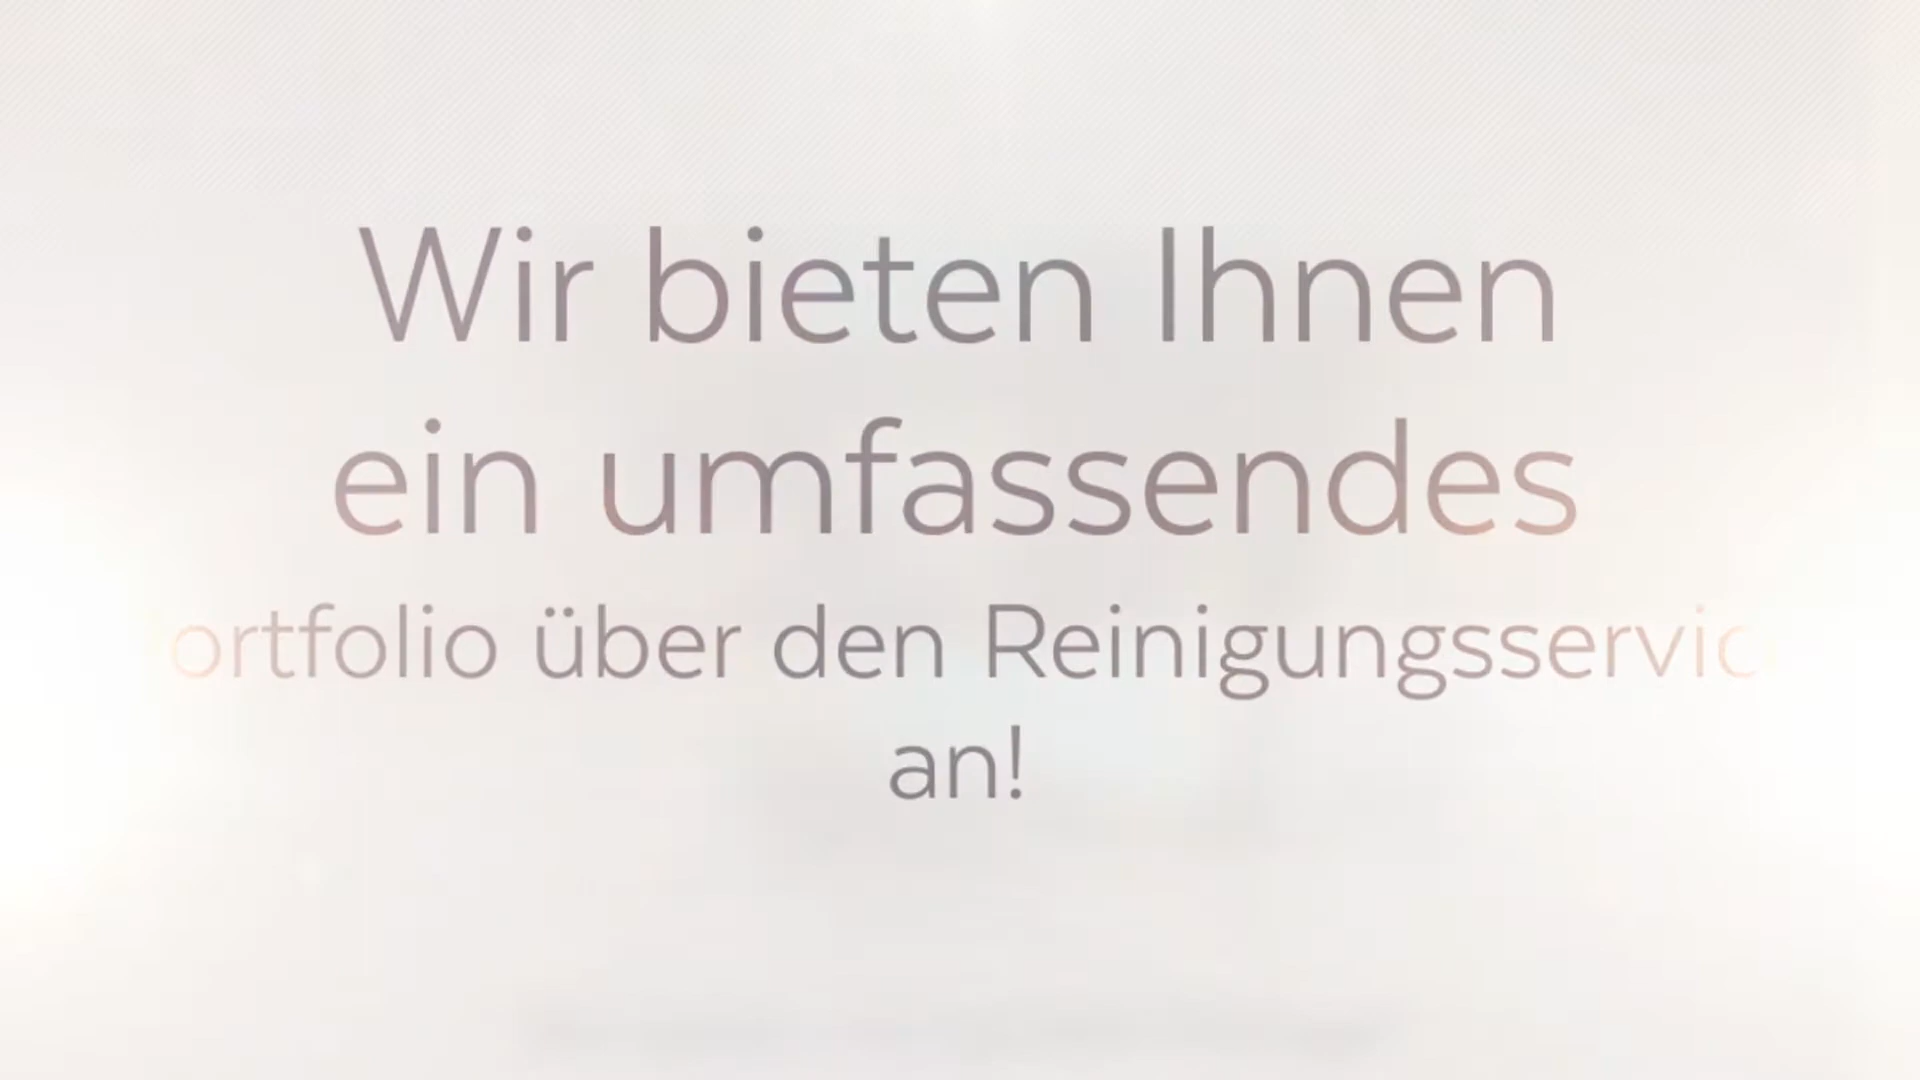 Wir bieten Ihnen
ein umfassendes
ortfolio über den Reinigungsservic
an!